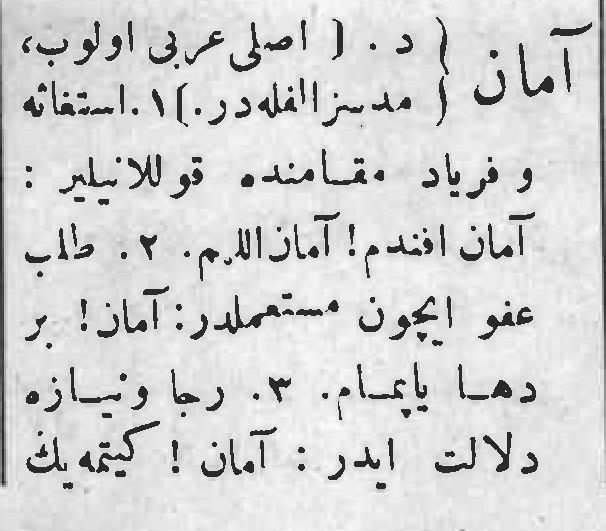 آمان { د . [ اصلی عربی اولوب،
مدسز الفله‌در .] ١ . استغاثه
و فریاد مقامنده قوللانیلیر :
آمان افندم ! آمان اللهم . ٢ . طلب
عفو ایچون مستعملدر : آمان ! بر
دها یاپمام . ٣ . رجا و نیازه
دلالت ایدر : آمان ! کیتمه‌یڭ